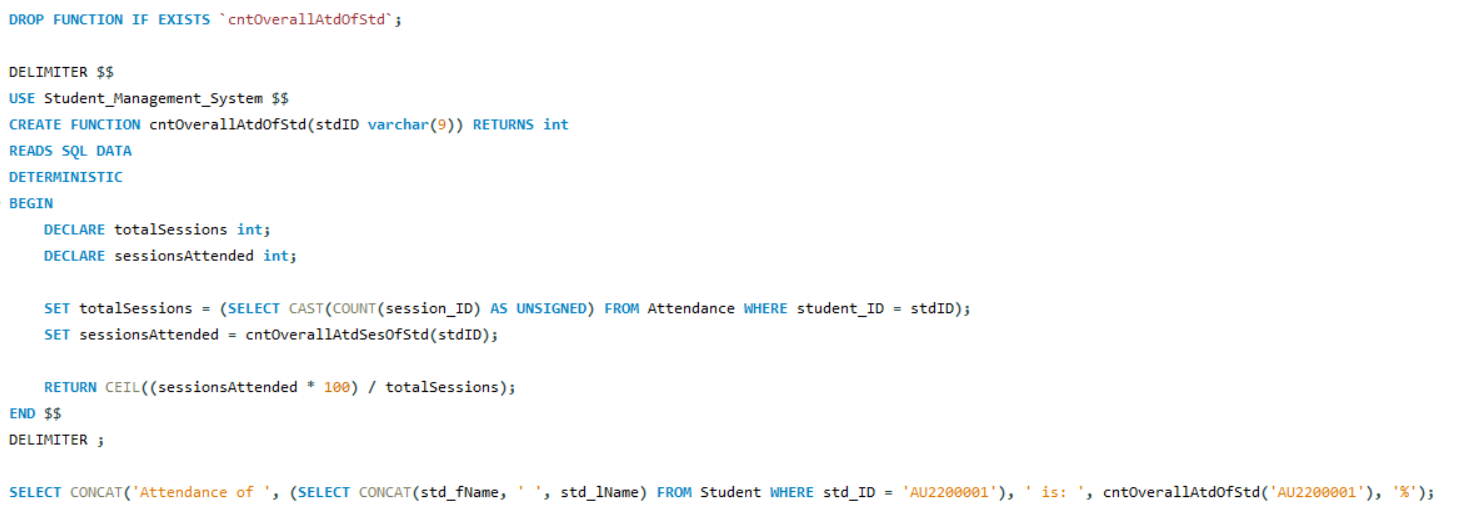 DROP FUNCTION IF EXISTS `cntOverallAtdOfStd`;
DELIMITER $$
USE Student_Management_System $$
CREATE FUNCTION cntOverallAtdOfStd(stdID varchar(9)) RETURNS int
READS SQL DATA
DETERMINISTIC
BEGIN
DECLARE totalSessions int;
DECLARE sessionsAttended int;
SET totalSessions = (SELECT CAST(COUNT(session_ID) AS UNSIGNED) FROM Attendance WHERE student_ID = stdID);
SET sessionsAttended = cntOverallAtdSesOfStd(stdID);
RETURN CEIL((sessionsAttended * 100) / totalSessions);
END $$
DELIMITER ;
SELECT CONCAT('Attendance of ', (SELECT CONCAT(std_fName, ' ', std_lName) FROM Student WHERE std_ID = 'AU2200001'), ' is: ', cntOverallAtdOfStd('AU2200001'), '%');